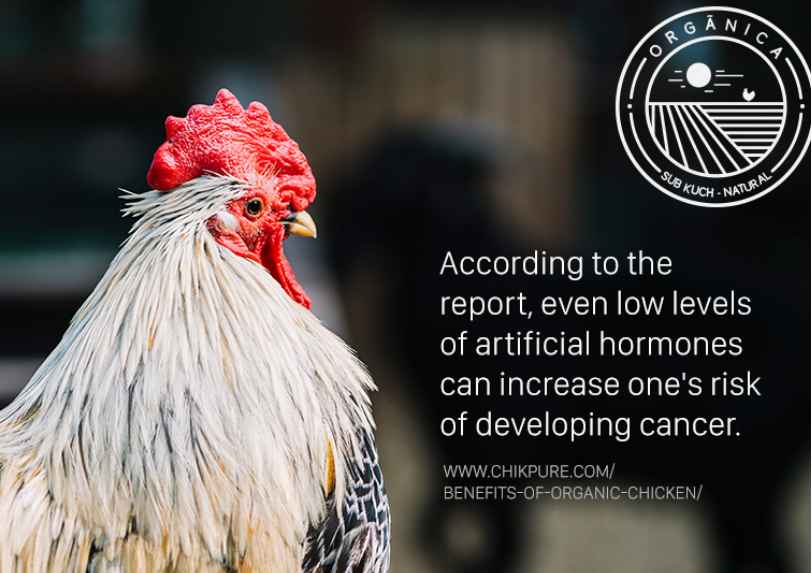 ORGĀNICA
SUB KUCH - NATURAL
According to the
report, even low levels
of artificial hormones
can increase one's risk
of developing cancer.
WWW.CHIKPURE.COM/
BENEFITS-OF-ORGANIC-CHICKEN/